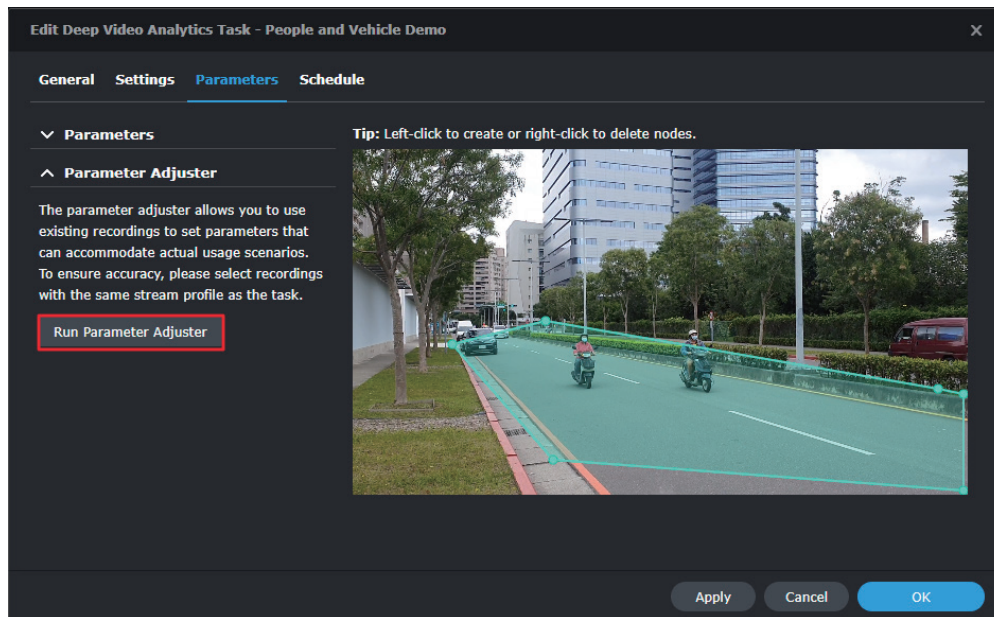 Edit Deep Video Analytics Task - People and Vehicle Demo
General Settings Parameters Schedule
Parameters
Parameter Adjuster
The parameter adjuster allows you to use
existing recordings to set parameters that
can accommodate actual usage scenarios.
To ensure accuracy, please select recordings
with the same stream profile as the task.
Run Parameter Adjuster
Tip: Left-click to create or right-click to delete nodes.
Apply Cancel OK